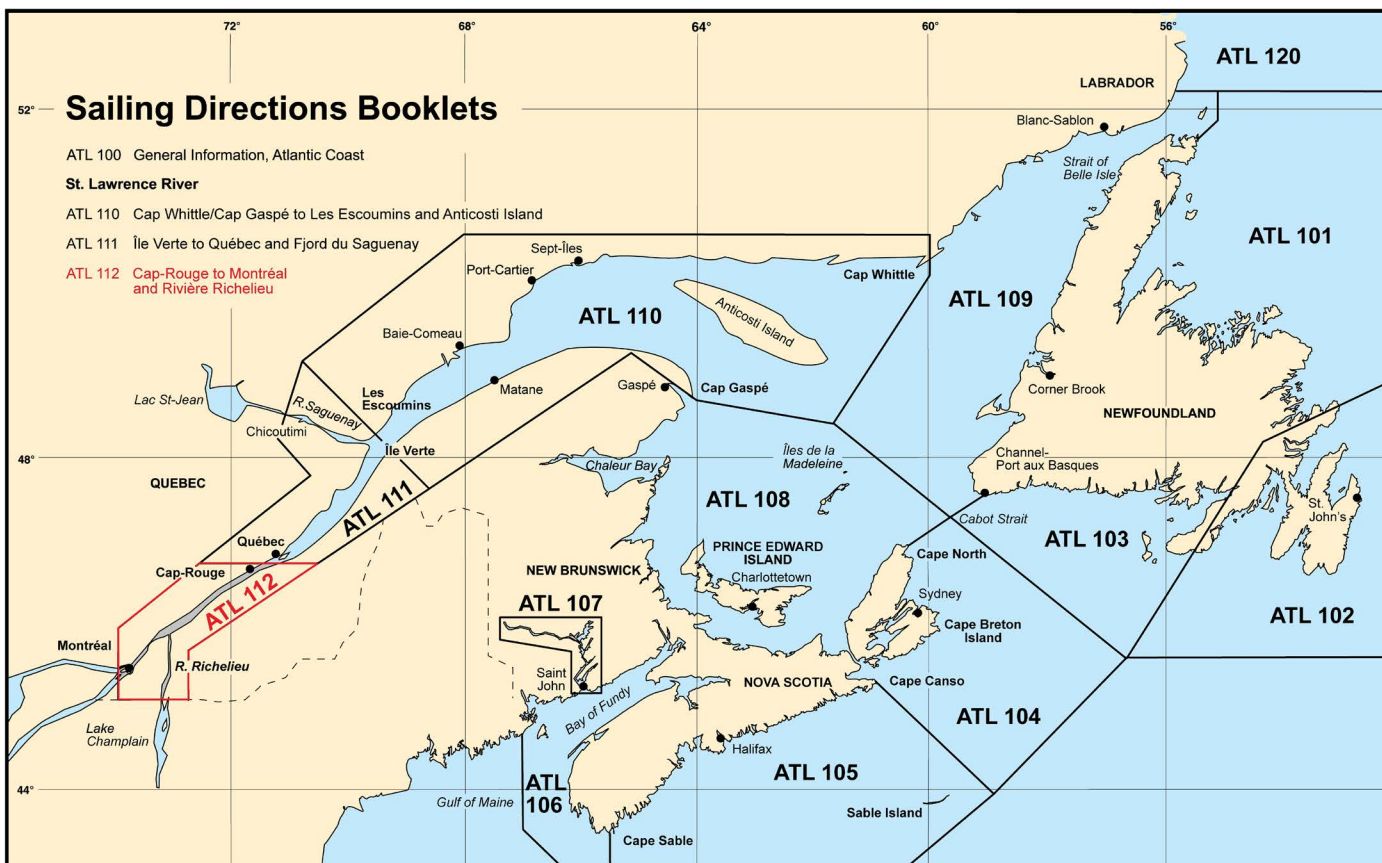 72°
68°
64°
60°
56°
ATL 120
LABRADOR
52°
Sailing Directions Booklets
Blanc-Sablon
Strait of
Belle Isle
ATL 100 General Information, Atlantic Coast
St. Lawrence River
ATL 110 Cap Whittle/Cap Gaspé to Les Escoumins and Anticosti Island
ATL 111 Île Verte to Québec and Fjord du Saguenay
ATL 112 Cap-Rouge to Montréal
and Rivière Richelieu
ATL 101
Sept-Îles
Port-Cartier
Cap Whittle
ATL 109
Anticosti Island
ATL 110
Baie-Comeau
Matane
Gaspé
Cap Gaspé
Corner Brook
NEWFOUNDLAND
Lac St-Jean
R.Saguenay
Les
Escoumins
Chicoutimi
Île Verte
48°
Chaleur Bay
Îles de la
Madeleine
Channel-
Port aux Basques
QUEBEC
ATL 111
ATL 108
St.
John's
Cabot Strait
ATL 103
Québec
Cap-Rouge
ATL 112
PRINCE EDWARD
ISLAND
Charlottetown
Cape North
NEW BRUNSWICK
ATL 107
Sydney
Cape Breton
Island
ATL 102
Montréal
R. Richelieu
Saint
John
NOVA SCOTIA
Cape Canso
Bay of Fundy
ATL 104
Lake
Champlain
Halifax
ATL 105
ATL
106
44°
Gulf of Maine
Sable Island
Cape Sable